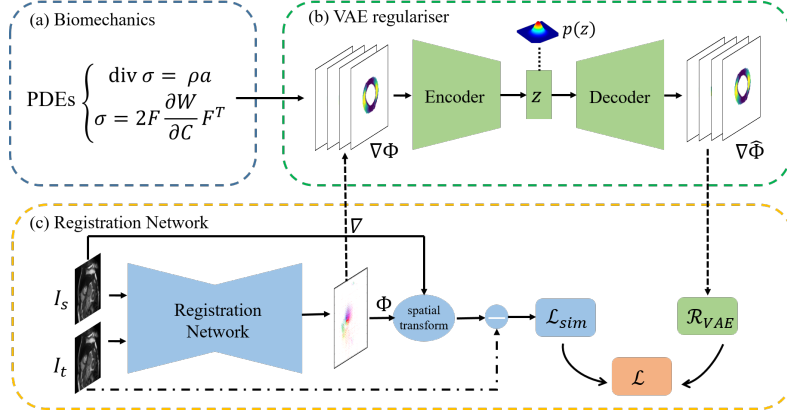 (a) Biomechanics
PDEs
div σ = ρa
σ = 2F ∂W/∂C F^T
(b) VAE regulariser
p(z)
Encoder
z
Decoder
∇Φ
∇Φ̂
(c) Registration Network
∇
I_s
I_t
Registration
Network
Φ
spatial
transform
ℒ_sim
ℛ_VAE
ℒ